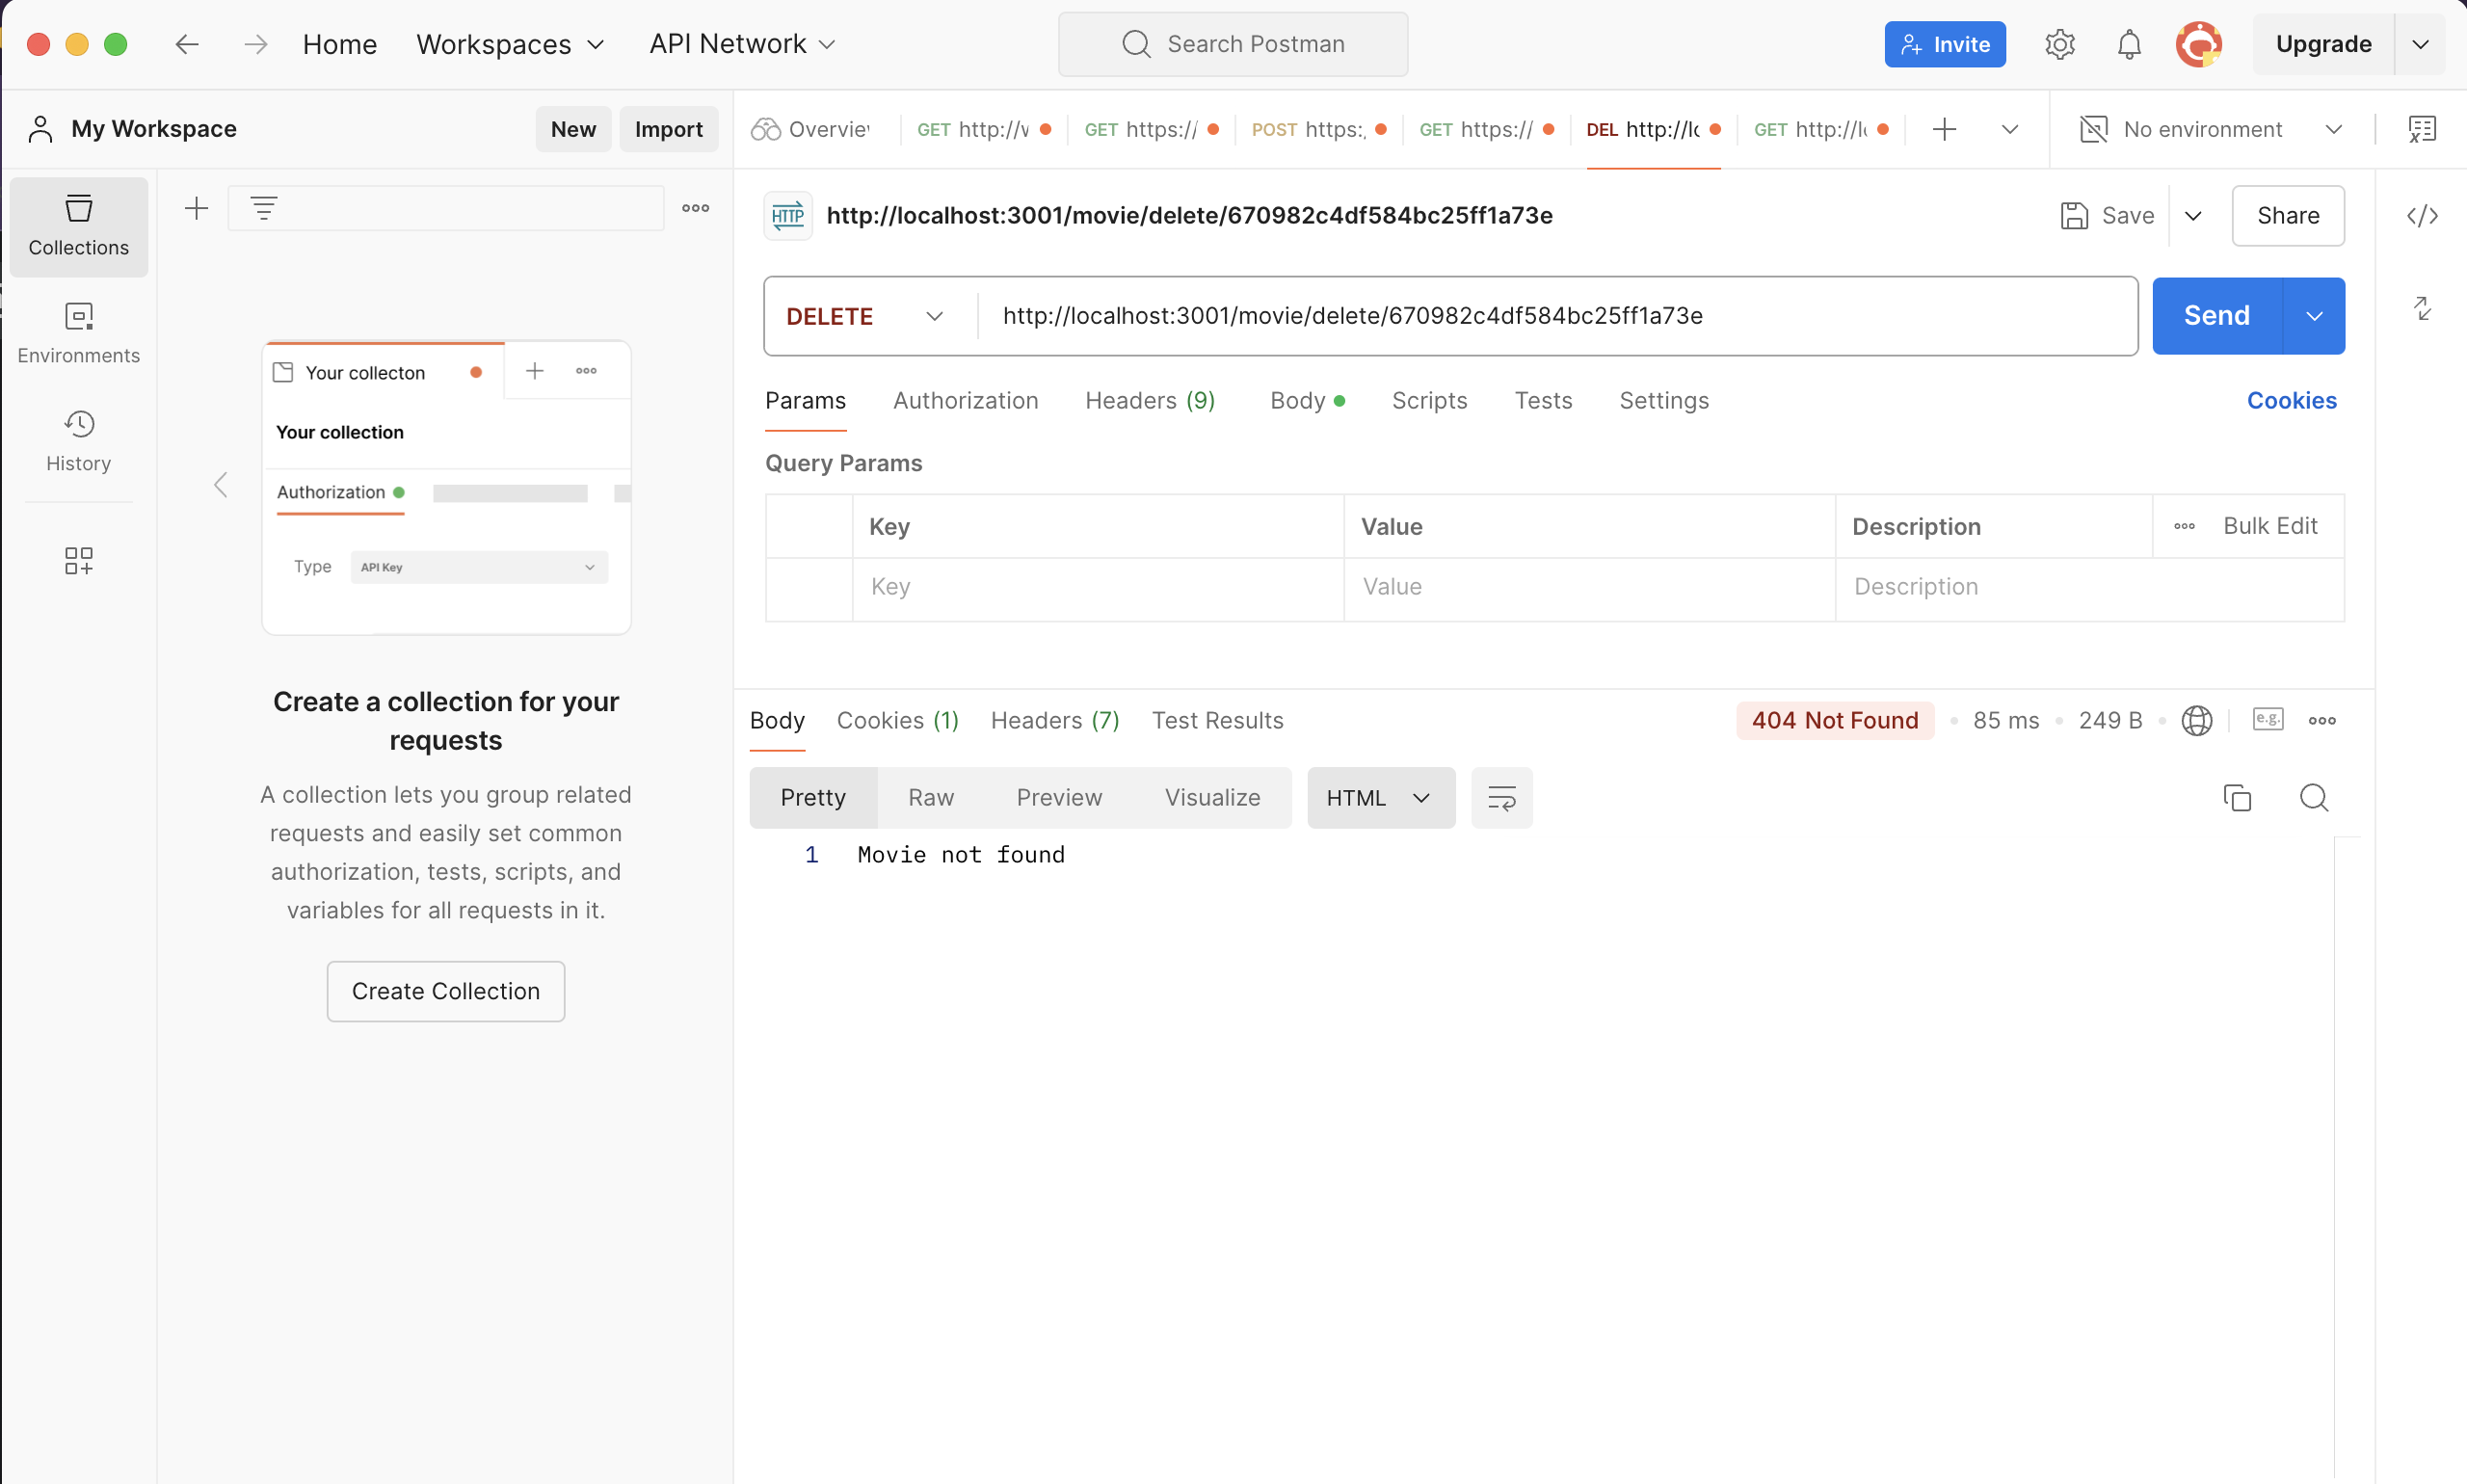 Home Workspaces API Network Search Postman Invite Upgrade
My Workspace New Import Overvie GET http://v GET https:// POST https: GET https:// DEL http://lo GET http://lo No environment
Collections
Environments
History
Your collecton
Your collection
Authorization
Type API Key
Create a collection for your
requests
A collection lets you group related
requests and easily set common
authorization, tests, scripts, and
variables for all requests in it.
Create Collection
HTTP http://localhost:3001/movie/delete/670982c4df584bc25ff1a73e Save Share
DELETE http://localhost:3001/movie/delete/670982c4df584bc25ff1a73e Send
Params Authorization Headers (9) Body Scripts Tests Settings Cookies
Query Params
Key Value Description Bulk Edit
Key Value Description
Body Cookies (1) Headers (7) Test Results 404 Not Found 85 ms 249 B e.g.
Pretty Raw Preview Visualize HTML
1 Movie not found